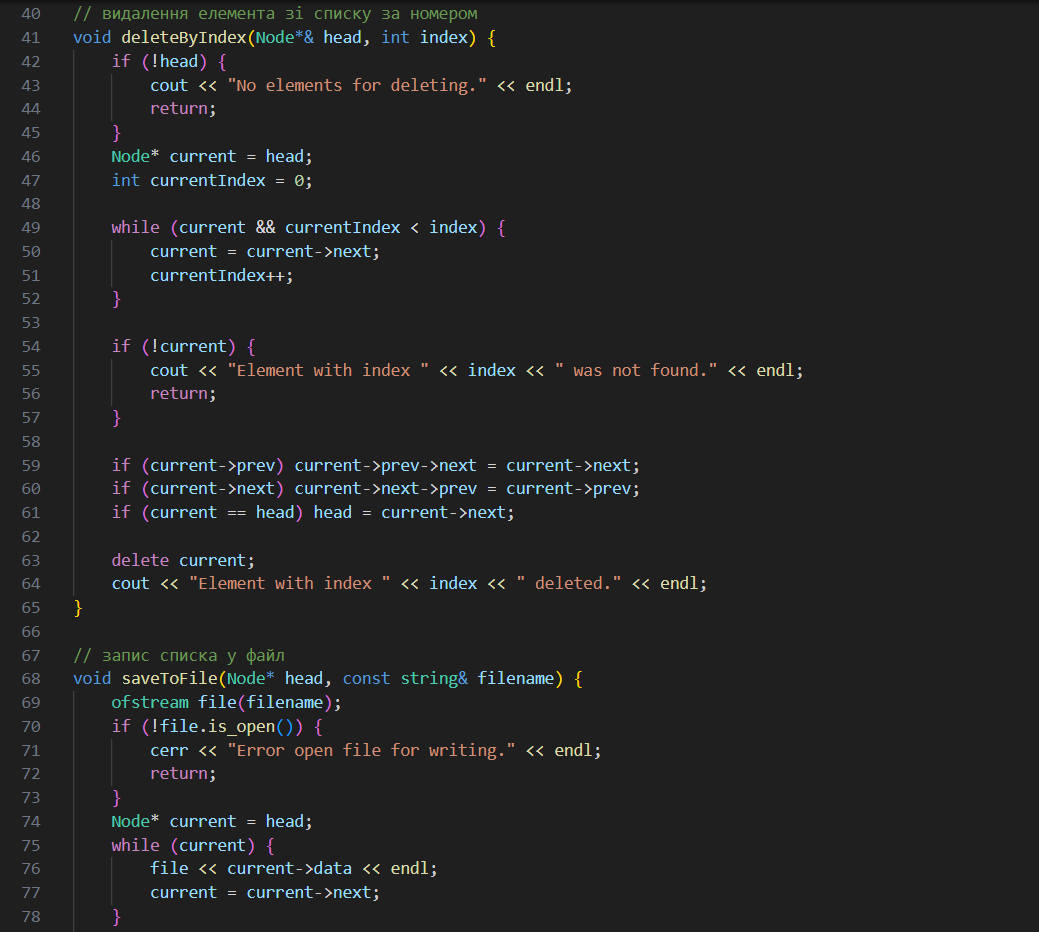 40 // видалення елемента зі списку за номером
41 void deleteByIndex(Node*& head, int index) {
42     if (!head) {
43         cout << "No elements for deleting." << endl;
44         return;
45     }
46     Node* current = head;
47     int currentIndex = 0;
48
49     while (current && currentIndex < index) {
50         current = current->next;
51         currentIndex++;
52     }
53
54     if (!current) {
55         cout << "Element with index " << index << " was not found." << endl;
56         return;
57     }
58
59     if (current->prev) current->prev->next = current->next;
60     if (current->next) current->next->prev = current->prev;
61     if (current == head) head = current->next;
62
63     delete current;
64     cout << "Element with index " << index << " deleted." << endl;
65 }
66
67 // запис списка у файл
68 void saveToFile(Node* head, const string& filename) {
69     ofstream file(filename);
70     if (!file.is_open()) {
71         cerr << "Error open file for writing." << endl;
72         return;
73     }
74     Node* current = head;
75     while (current) {
76         file << current->data << endl;
77         current = current->next;
78     }